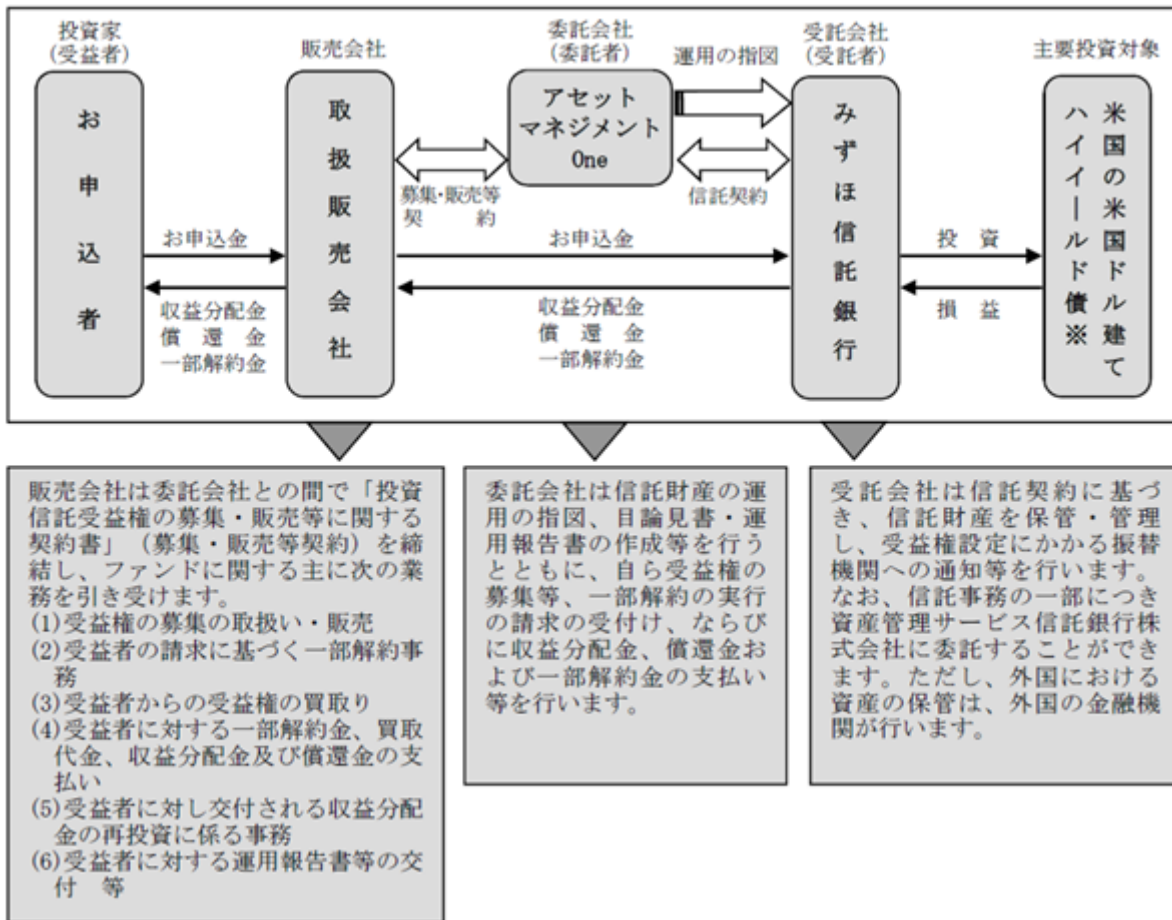 投資家
(受益者)
販売会社
委託会社
(委託者)
運用の指図
受託会社
(受託者)
主要投資対象
お申込者
取扱販売会社
アセット
マネジメント
One
みずほ信託銀行
米国の米国ドル建て
ハイイールド債※
募集・販売等
契 約
信託契約
お申込金
お申込金
投 資
収益分配金
償 還 金
一部解約金
収益分配金
償 還 金
一部解約金
損 益
販売会社は委託会社との間で「投資
信託受益権の募集・販売等に関する
契約書」(募集・販売等契約)を締
結し、ファンドに関する主に次の業
務を引き受けます。
(1)受益権の募集の取扱い・販売
(2)受益者の請求に基づく一部解約事
務
(3)受益者からの受益権の買取り
(4)受益者に対する一部解約金、買取
代金、収益分配金及び償還金の支
払い
(5)受益者に対し交付される収益分配
金の再投資に係る事務
(6)受益者に対する運用報告書等の交
付 等
委託会社は信託財産の運
用の指図、目論見書・運
用報告書の作成等を行う
とともに、自ら受益権の
募集等、一部解約の実行
の請求の受付け、ならび
に収益分配金、償還金お
よび一部解約金の支払い
等を行います。
受託会社は信託契約に基づ
き、信託財産を保管・管理
し、受益権設定にかかる振替
機関への通知等を行います。
なお、信託事務の一部につき
資産管理サービス信託銀行株
式会社に委託することができ
ます。ただし、外国における
資産の保管は、外国の金融機
関が行います。